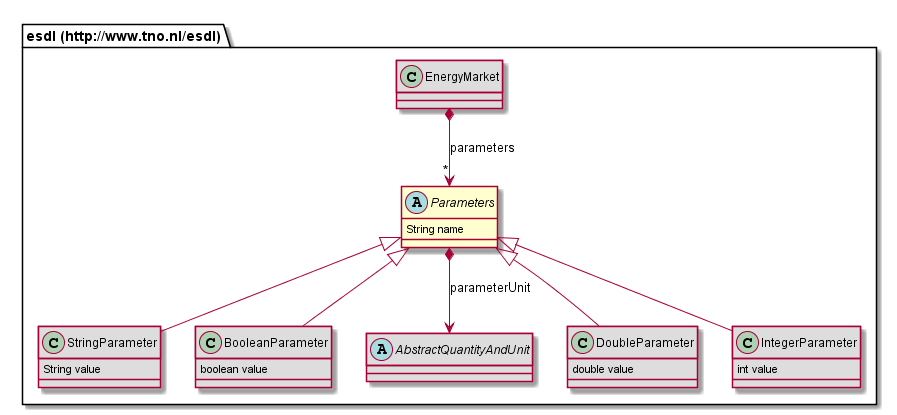 esdl (http://www.tno.nl/esdl)
C EnergyMarket
parameters
*
A Parameters
String name
parameterUnit
C StringParameter
String value
C BooleanParameter
boolean value
A AbstractQuantityAndUnit
C DoubleParameter
double value
C IntegerParameter
int value